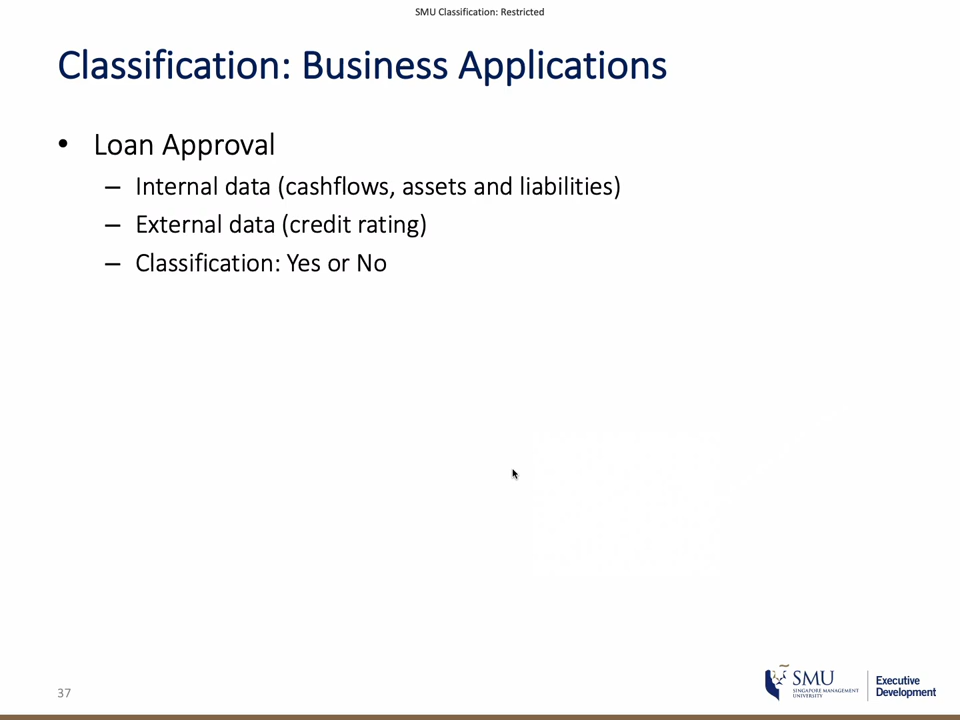 SMU Classification: Restricted
Classification: Business Applications
• Loan Approval
– Internal data (cashflows, assets and liabilities)
– External data (credit rating)
– Classification: Yes or No
37
SMU
SINGAPORE MANAGEMENT
UNIVERSITY
Executive
Development